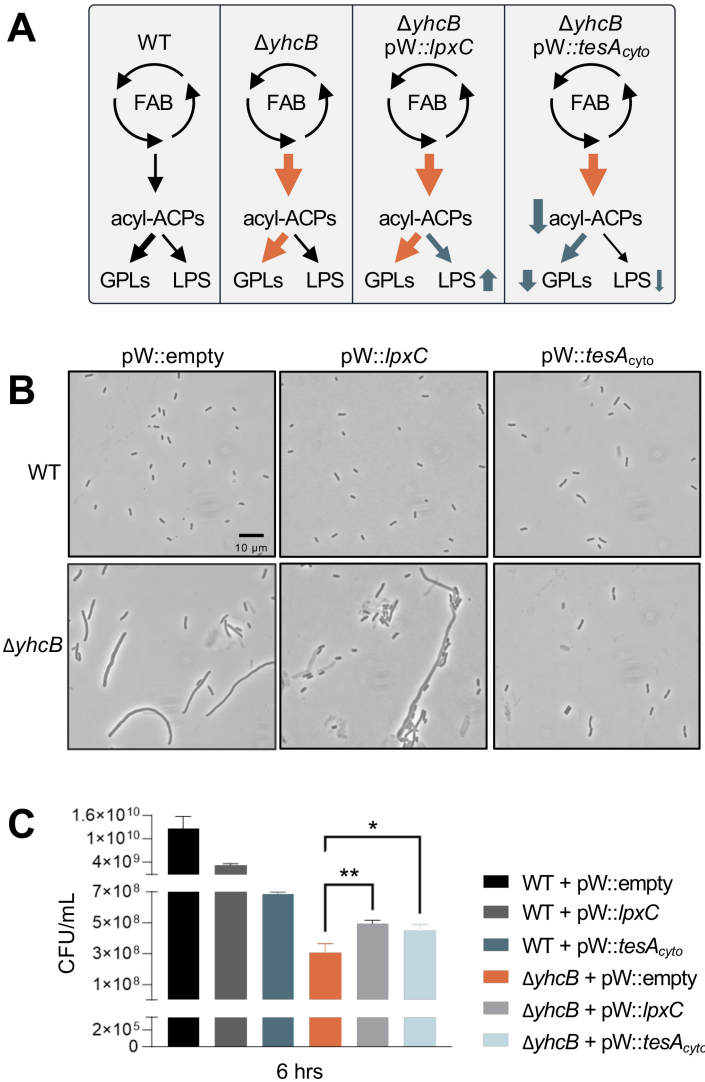 A
WT
ΔyhcB
ΔyhcB
pW::lpxC
ΔyhcB
pW::tesAcyto
FAB
FAB
FAB
FAB
acyl-ACPs
acyl-ACPs
acyl-ACPs
acyl-ACPs
GPLs LPS
GPLs LPS
GPLs LPS
GPLs LPS
B
pW::empty
pW::lpxC
pW::tesAcyto
WT
10 µm
ΔyhcB
C
CFU/mL
1.6×10¹⁰
1×10¹⁰
4×10⁹
7×10⁸
5×10⁸
3×10⁸
1×10⁸
2×10⁵
0
**
*
6 hrs
WT + pW::empty
WT + pW::lpxC
WT + pW::tesAcyto
ΔyhcB + pW::empty
ΔyhcB + pW::lpxC
ΔyhcB + pW::tesAcyto